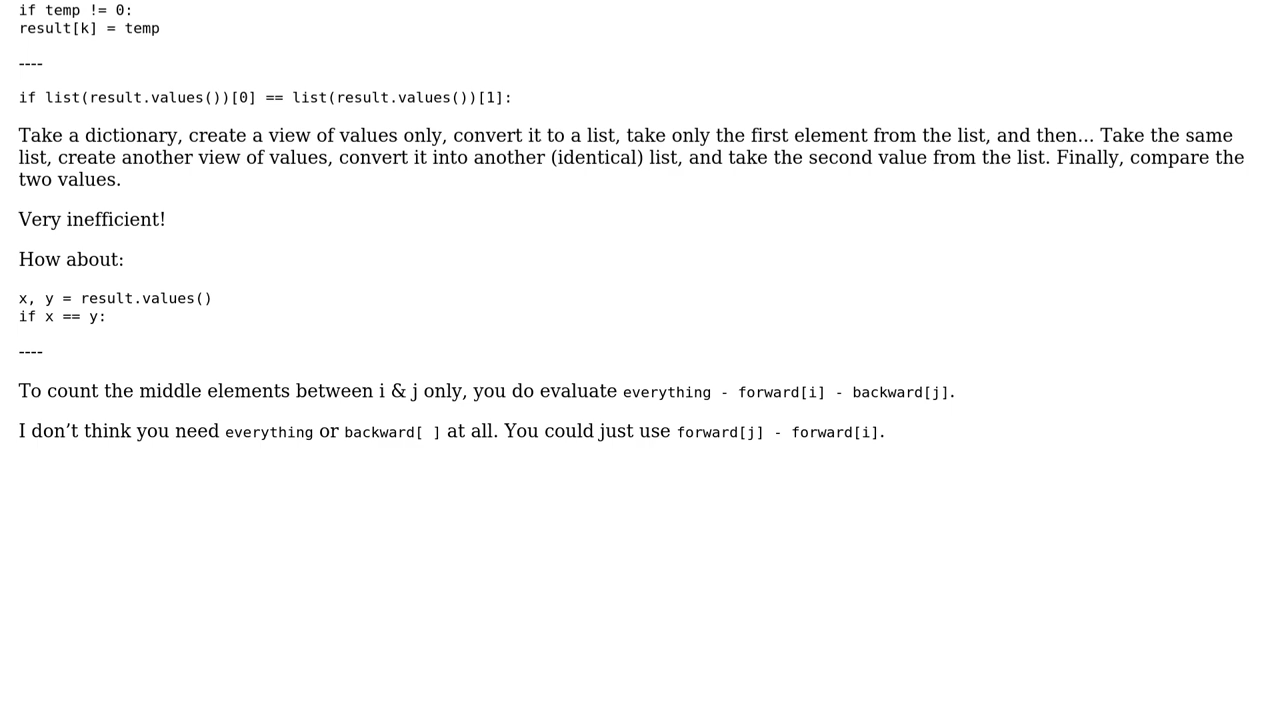 if temp != 0:
result[k] = temp
----
if list(result.values())[0] == list(result.values())[1]:
Take a dictionary, create a view of values only, convert it to a list, take only the first element from the list, and then... Take the same
list, create another view of values, convert it into another (identical) list, and take the second value from the list. Finally, compare the
two values.
Very inefficient!
How about:
x, y = result.values()
if x == y:
----
To count the middle elements between i & j only, you do evaluate everything - forward[i] - backward[j].
I don’t think you need everything or backward[ ] at all. You could just use forward[j] - forward[i].